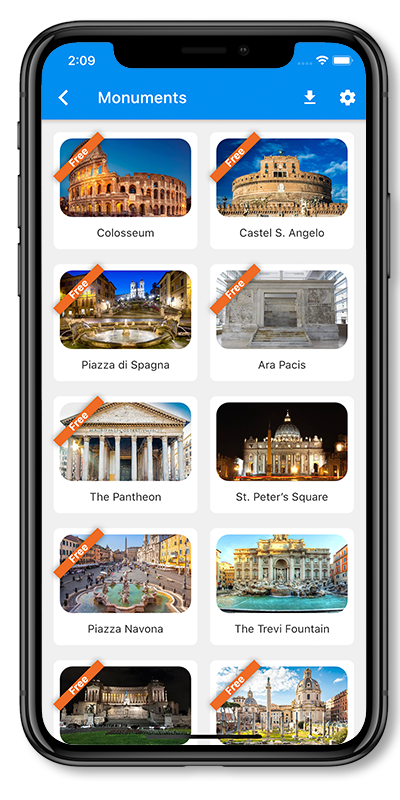 2:09
Monuments
Free
Free
Colosseum
Castel S. Angelo
Free
Free
Piazza di Spagna
Ara Pacis
Free
The Pantheon
St. Peter's Square
Free
Piazza Navona
The Trevi Fountain
Free
Free